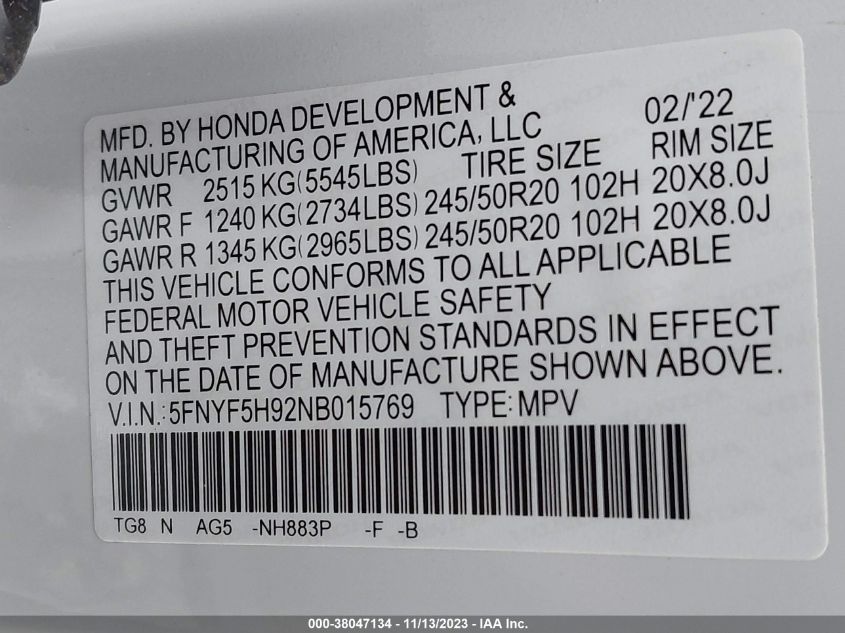 MFD. BY HONDA DEVELOPMENT &
MANUFACTURING OF AMERICA, LLC 02/'22
GVWR 2515 KG(5545LBS) TIRE SIZE RIM SIZE
GAWR F 1240 KG(2734LBS) 245/50R20 102H 20X8.0J
GAWR R 1345 KG(2965LBS) 245/50R20 102H 20X8.0J
THIS VEHICLE CONFORMS TO ALL APPLICABLE
FEDERAL MOTOR VEHICLE SAFETY
AND THEFT PREVENTION STANDARDS IN EFFECT
ON THE DATE OF MANUFACTURE SHOWN ABOVE.
V.I.N.: 5FNYF5H92NB015769 TYPE: MPV
TG8 N AG5 -NH883P -F -B
000-38047134 - 11/13/2023 - IAA Inc.